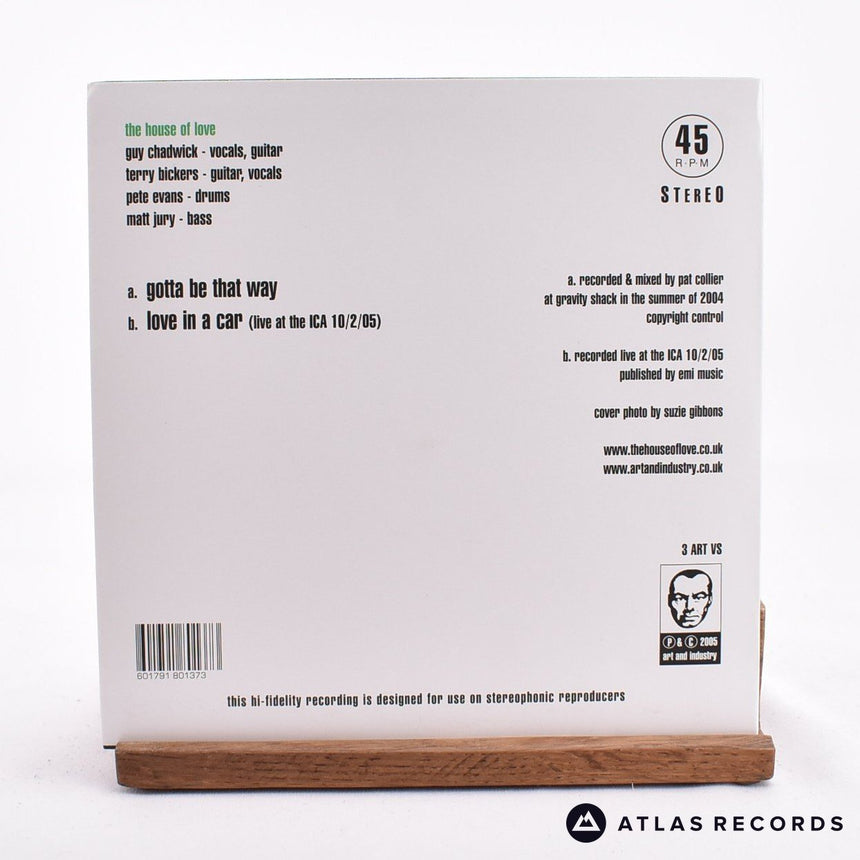 the house of love
guy chadwick - vocals, guitar
terry bickers - guitar, vocals
pete evans - drums
matt jury - bass
45
R·P·M
STEREO
a. gotta be that way
b. love in a car (live at the ICA 10/2/05)
a. recorded & mixed by pat collier
at gravity shack in the summer of 2004
copyright control
b. recorded live at the ICA 10/2/05
published by emi music
cover photo by suzie gibbons
www.thehouseoflove.co.uk
www.artandindustry.co.uk
3 ART VS
Ⓟ & Ⓒ 2005
art and industry
601791 801373
this hi-fidelity recording is designed for use on stereophonic reproducers
ATLAS RECORDS